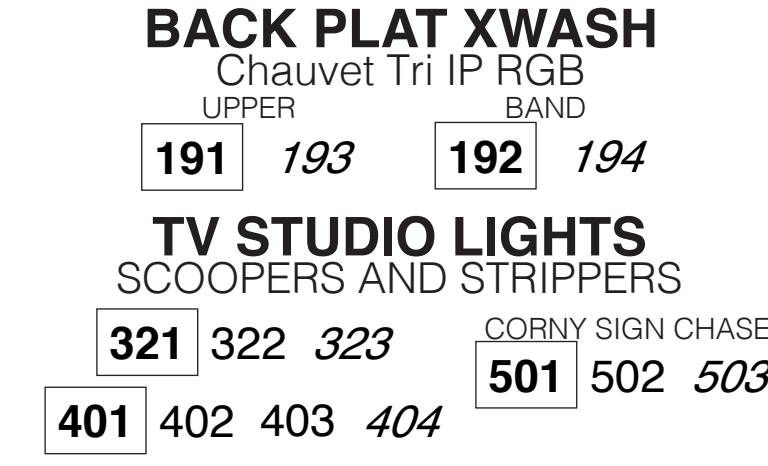 BACK PLAT XWASH
Chauvet Tri IP RGB
UPPER BAND
191 193 192 194
TV STUDIO LIGHTS
SCOOPERS AND STRIPPERS
321 322 323
CORNY SIGN CHASE
501 502 503
401 402 403 404